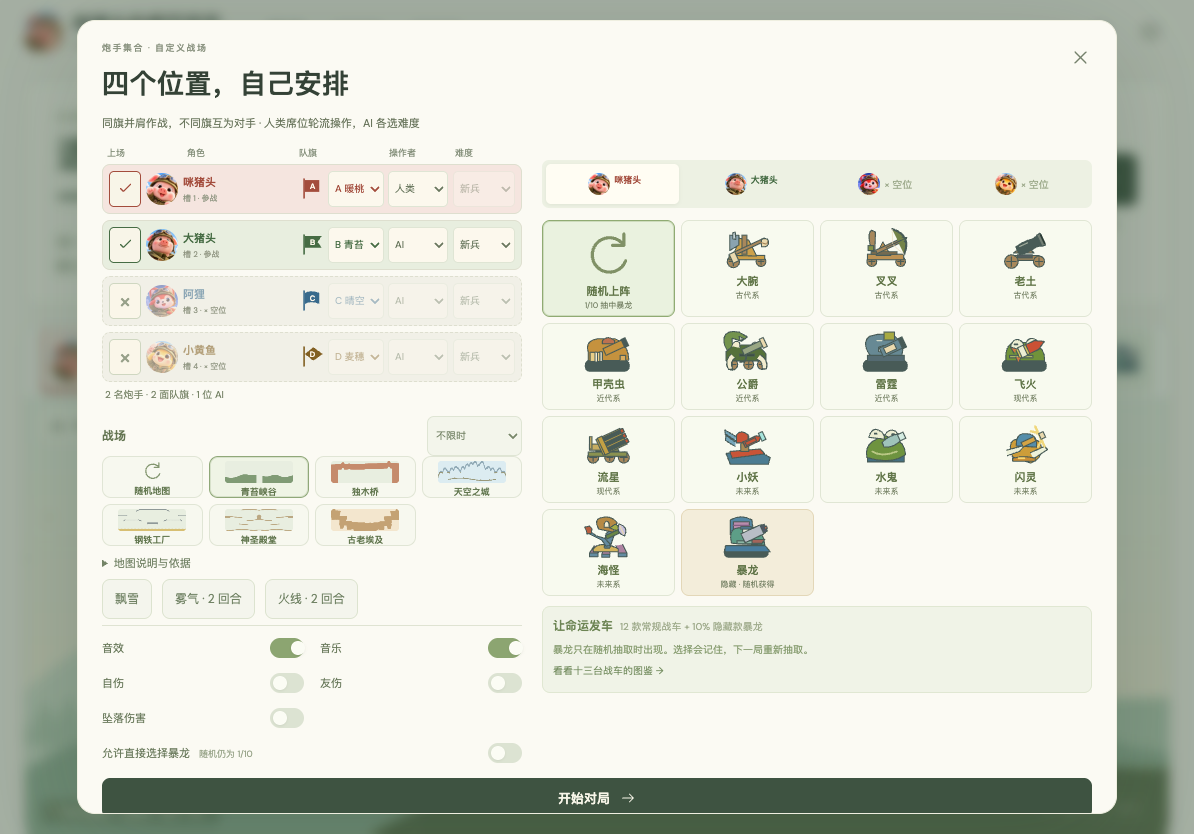 炮手集合 · 自定义战场
四个位置，自己安排
同旗并肩作战，不同旗互为对手 · 人类席位轮流操作，AI 各选难度
上场 角色 队旗 操作者 难度
咪猪头 A A 暖桃 人类 新兵
槽 1 · 参战
大猪头 B B 青苔 AI 新兵
槽 2 · 参战
阿狸 C C 晴空 AI 新兵
槽 3 · × 空位
小黄鱼 D D 麦穗 AI 新兵
槽 4 · × 空位
2 名炮手 · 2 面队旗 · 1 位 AI
战场 不限时
随机地图 青苔峡谷 独木桥 天空之城
钢铁工厂 神圣殿堂 古老埃及
地图说明与依据
飘雪 雾气 · 2 回合 火线 · 2 回合
音效 音乐
自伤 友伤
坠落伤害
允许直接选择暴龙 随机仍为 1/10
咪猪头 大猪头 × 空位 × 空位
随机上阵 大腕 叉叉 老土
1/10 抽中暴龙 古代系 古代系 古代系
甲壳虫 公爵 雷霆 飞火
近代系 近代系 近代系 现代系
流星 小妖 水鬼 闪灵
现代系 未来系 未来系 未来系
海怪 暴龙
未来系 隐藏 · 随机获得
让命运发车 12 款常规战车 + 10% 隐藏款暴龙
暴龙只在随机抽取时出现。选择会记住，下一局重新抽取。
看看十三台战车的图鉴 →
开始对局 →